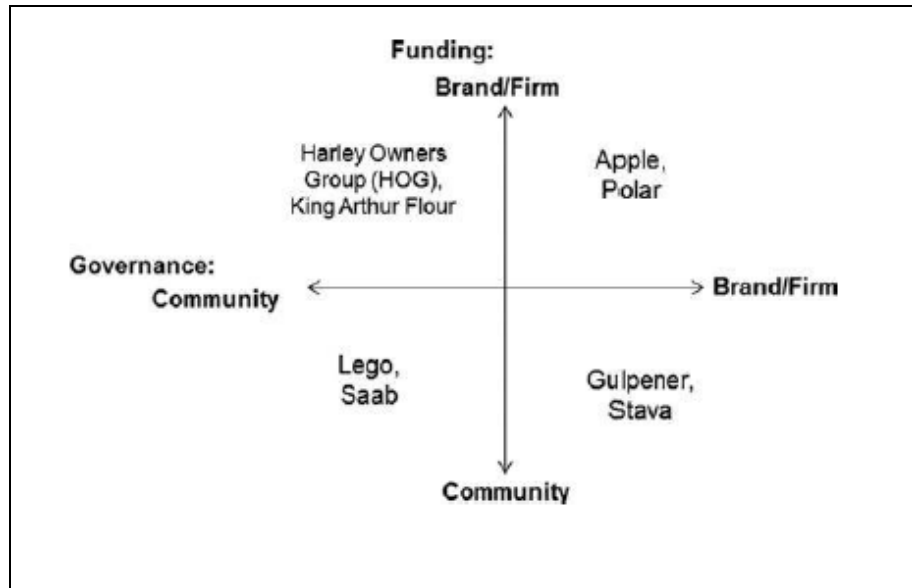 Funding:
Brand/Firm
Harley Owners
Group (HOG),
King Arthur Flour
Apple,
Polar
Governance:
Community
Brand/Firm
Lego,
Saab
Gulpener,
Stava
Community